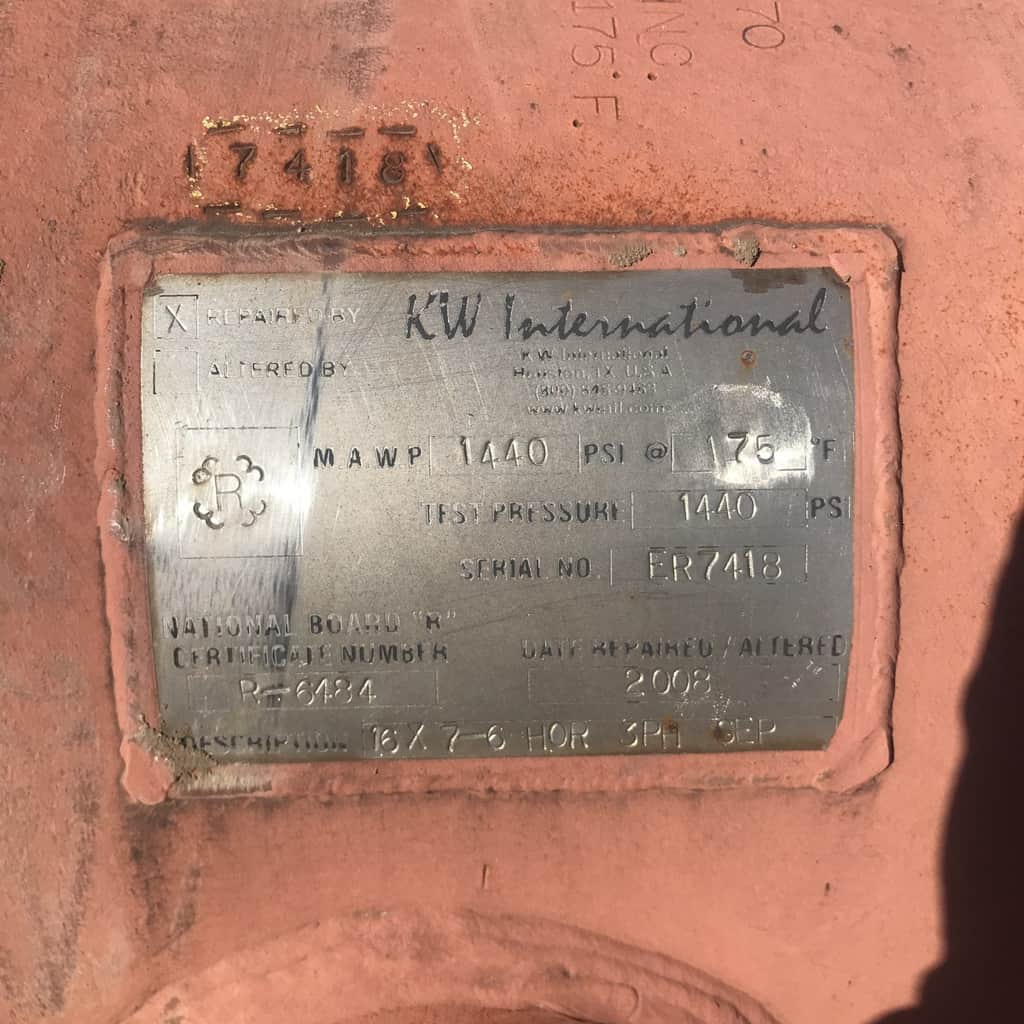 70
INC.
175°F
7418
X REPAIRED BY
ALTERED BY
KW International
KW International
Houston, TX, U.S.A
M.A.W.P. 1440 PSI @ 175 °F
R
TEST PRESSURE 1440 PSI
SERIAL NO. ER7418
NATIONAL BOARD "R"
CERTIFICATE NUMBER
R-6484
DATE REPAIRED / ALTERED
2008
DESCRIPTION 16 X 7-6 HOR 3PH SEP